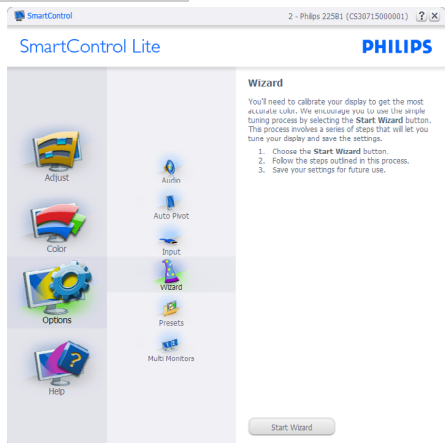 SmartControl
2 - Philips 225B1 (CS30715000001)
SmartControl Lite
PHILIPS
Adjust
Color
Options
Help
Audio
Auto Pivot
Input
Wizard
Presets
Multi Monitors
Wizard
You'll need to calibrate your display to get the most
accurate color. We encourage you to use the simple
tuning process by selecting the Start Wizard button.
This process involves a series of steps that will let you
tune your display and save the settings.
1. Choose the Start Wizard button.
2. Follow the steps outlined in this process.
3. Save your settings for future use.
Start Wizard